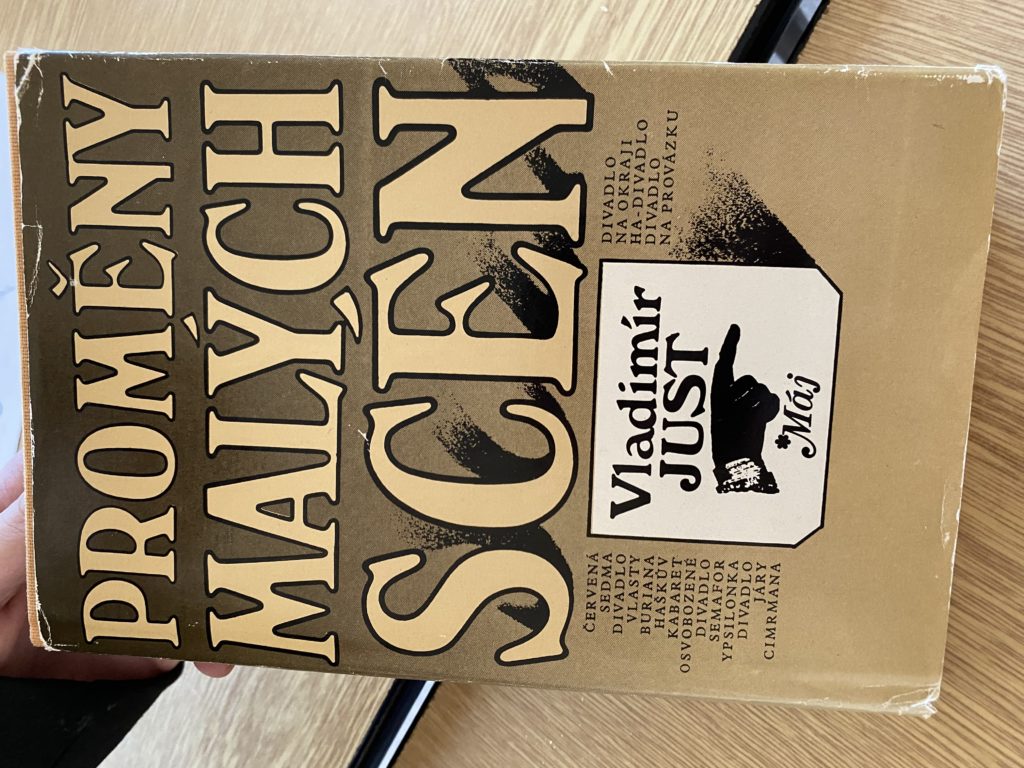 PROMĚNY
MALÝCH
SCÉN
ČERVENÁ
SEDMA
DIVADLO
VLASTY
BURIANA
HAŠKŮV
KABARET
OSVOBOZENÉ
DIVADLO
SEMAFOR
YPSILONKA
DIVADLO
JÁRY
CIMRMANA
Vladimír
JUST
*Máj
DIVADLO
NA OKRAJI
HA-DIVADLO
DIVADLO
NA PROVÁZKU